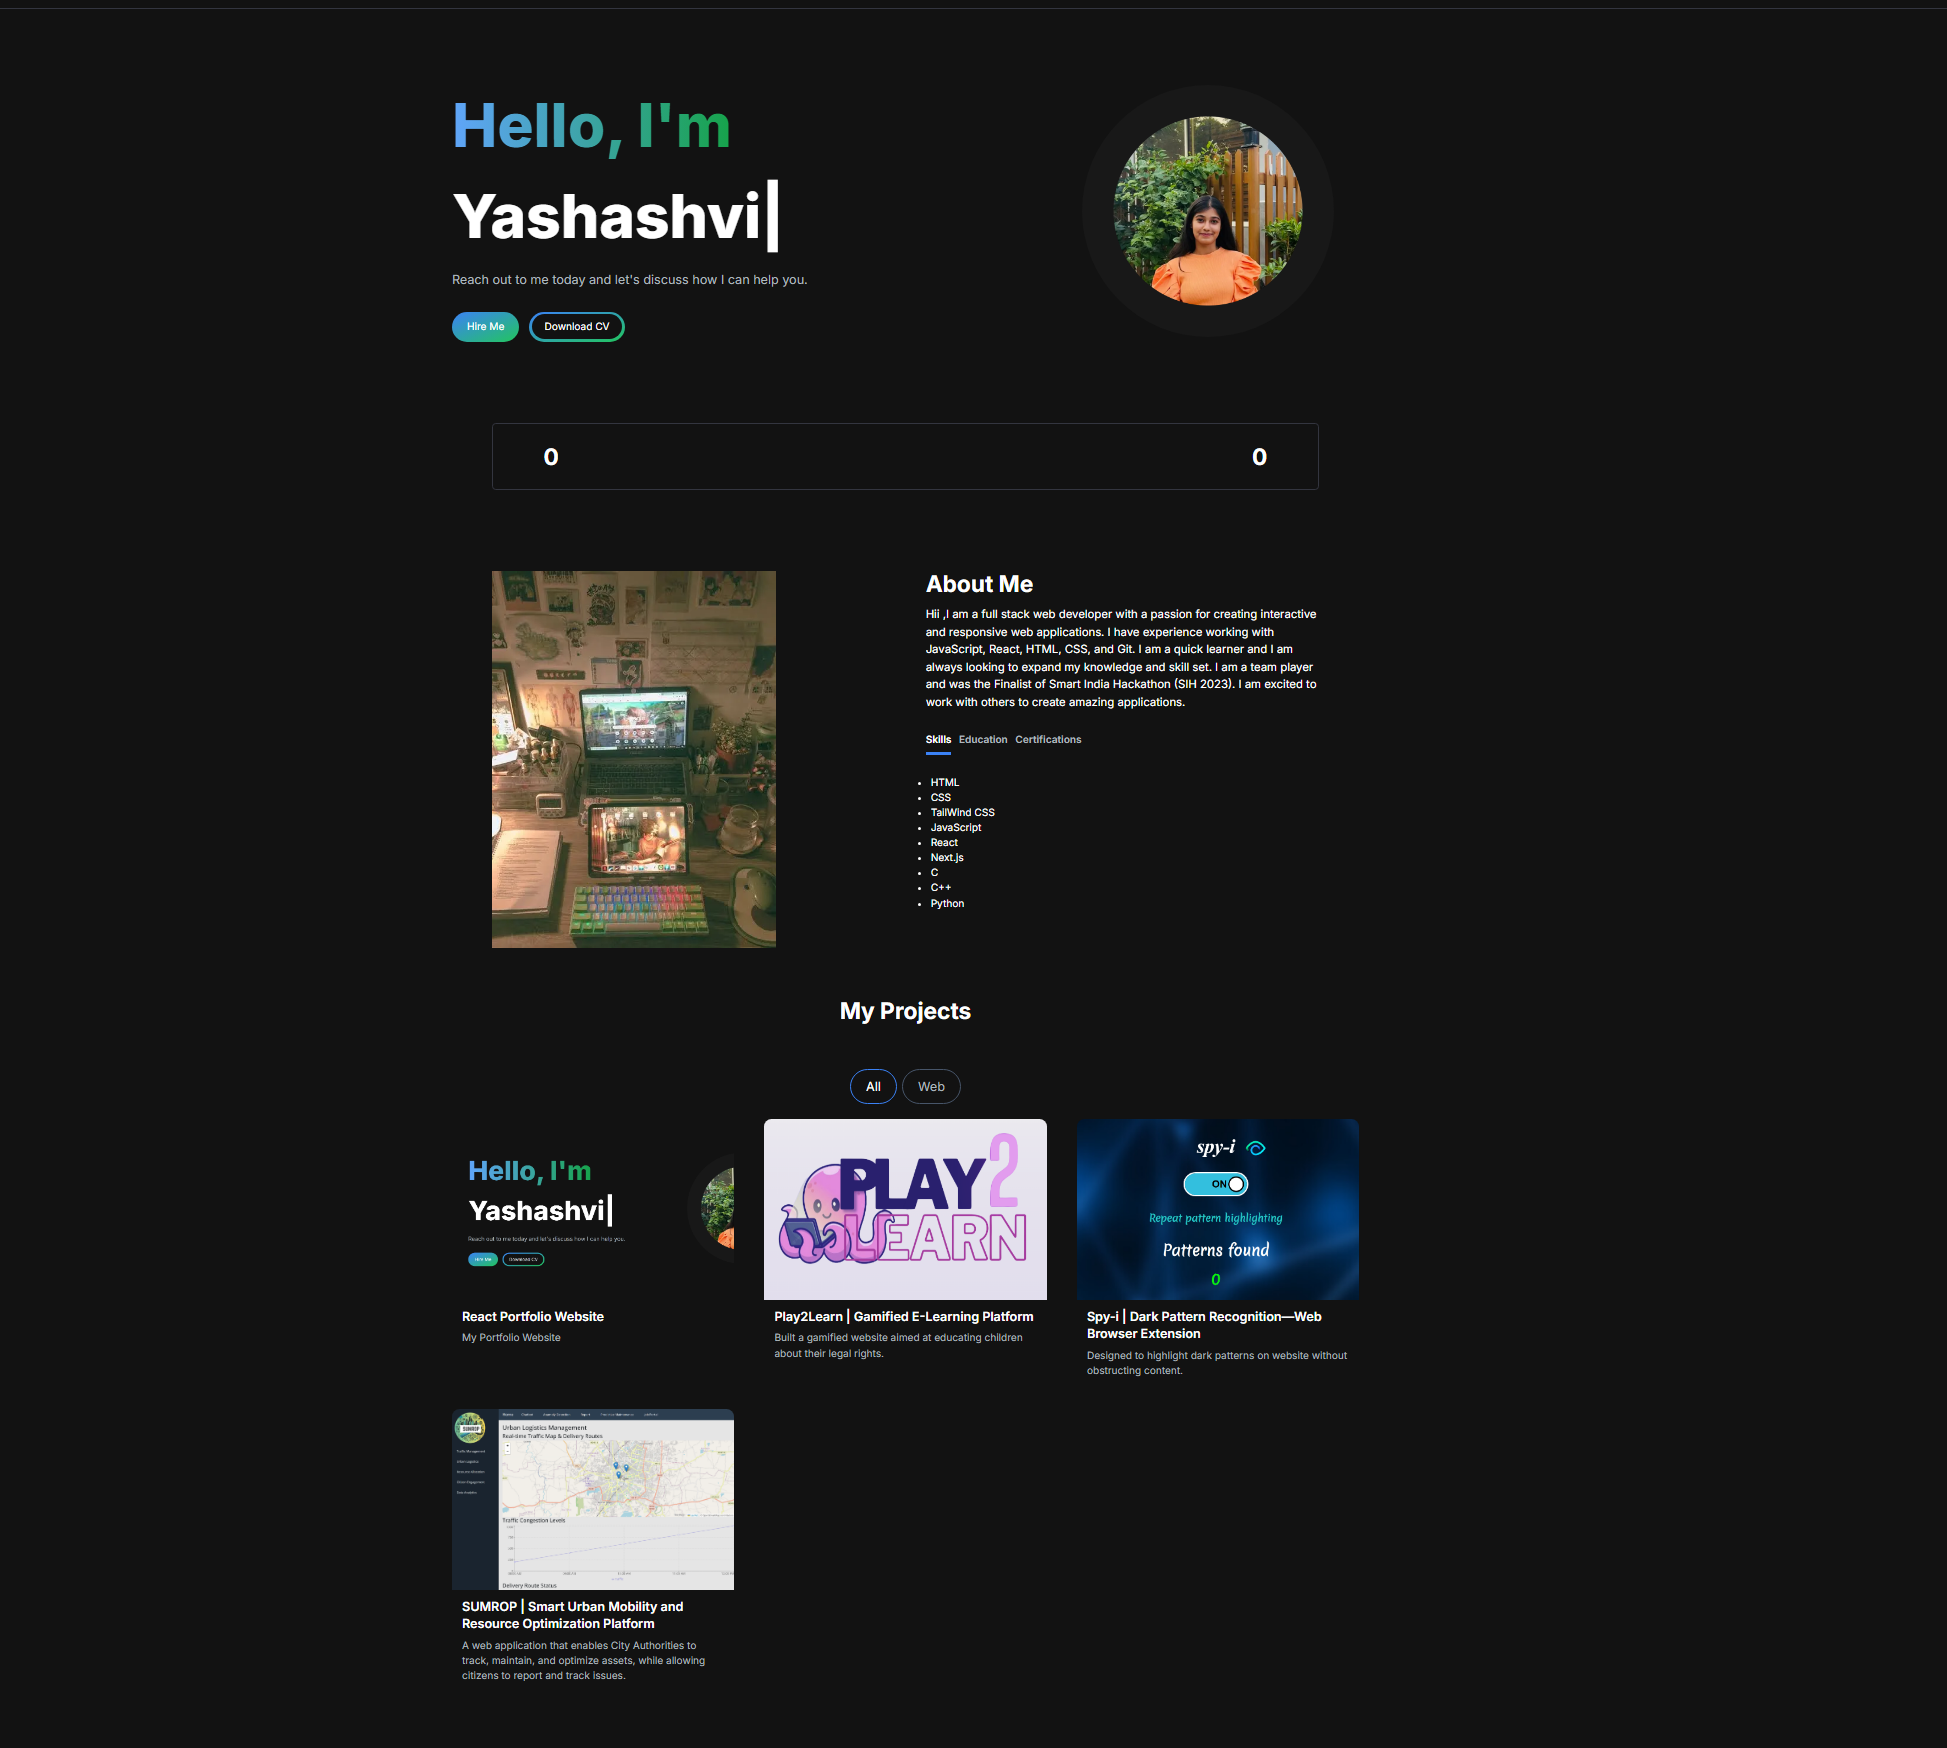 Hello, I'm
Yashashvi|
Reach out to me today and let's discuss how I can help you.
Hire Me
Download CV
0
0
About Me
Hii ,I am a full stack web developer with a passion for creating interactive
and responsive web applications. I have experience working with
JavaScript, React, HTML, CSS, and Git. I am a quick learner and I am
always looking to expand my knowledge and skill set. I am a team player
and was the Finalist of Smart India Hackathon (SIH 2023). I am excited to
work with others to create amazing applications.
Skills Education Certifications
HTML
CSS
TailWind CSS
JavaScript
React
Next.js
C
C++
Python
My Projects
All
Web
Hello, I'm
Yashashvi|
Reach out to me today and let's discuss how I can help you.
Hire Me
Download CV
React Portfolio Website
My Portfolio Website
PLAY2
LEARN
Play2Learn | Gamified E-Learning Platform
Built a gamified website aimed at educating children
about their legal rights.
spy-i
ON
Repeat pattern highlighting
Patterns found
0
Spy-i | Dark Pattern Recognition—Web
Browser Extension
Designed to highlight dark patterns on website without
obstructing content.
SUMROP
Urban Logistics Management
Real-time Traffic Map & Delivery Routes
Traffic Congestion Levels
Delivery Route Status
SUMROP | Smart Urban Mobility and
Resource Optimization Platform
A web application that enables City Authorities to
track, maintain, and optimize assets, while allowing
citizens to report and track issues.